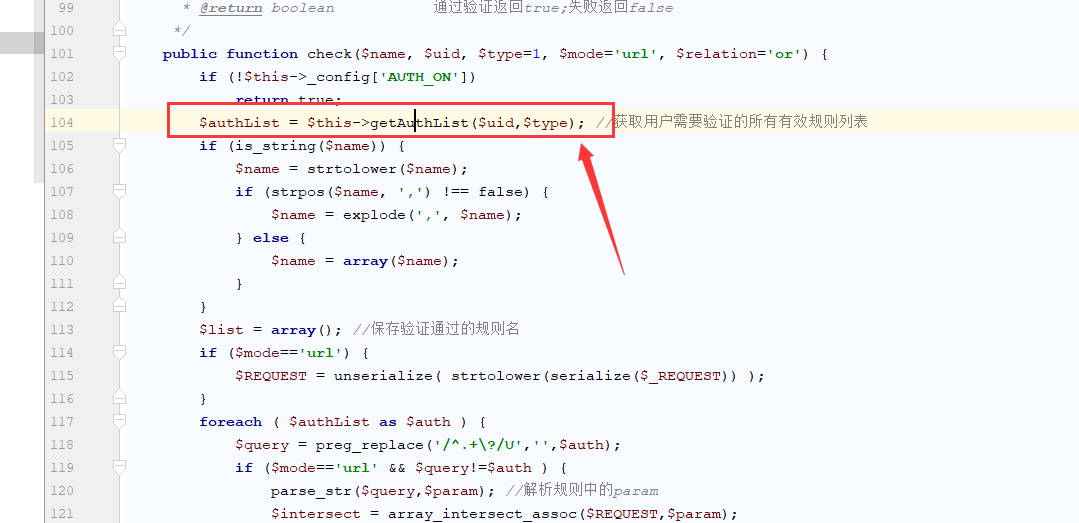 99 * @return boolean 通过验证返回true;失败返回false
100 */
101 public function check($name, $uid, $type=1, $mode='url', $relation='or') {
102 if (!$this->_config['AUTH_ON'])
103 return true;
104 $authList = $this->getAuthList($uid,$type); //获取用户需要验证的所有有效规则列表
105 if (is_string($name)) {
106 $name = strtolower($name);
107 if (strpos($name, ',') !== false) {
108 $name = explode(',', $name);
109 } else {
110 $name = array($name);
111 }
112 }
113 $list = array(); //保存验证通过的规则名
114 if ($mode=='url') {
115 $REQUEST = unserialize( strtolower(serialize($_REQUEST)) );
116 }
117 foreach ( $authList as $auth ) {
118 $query = preg_replace('/^.+\?/U','',$auth);
119 if ($mode=='url' && $query!=$auth ) {
120 parse_str($query,$param); //解析规则中的param
121 $intersect = array_intersect_assoc($REQUEST,$param);